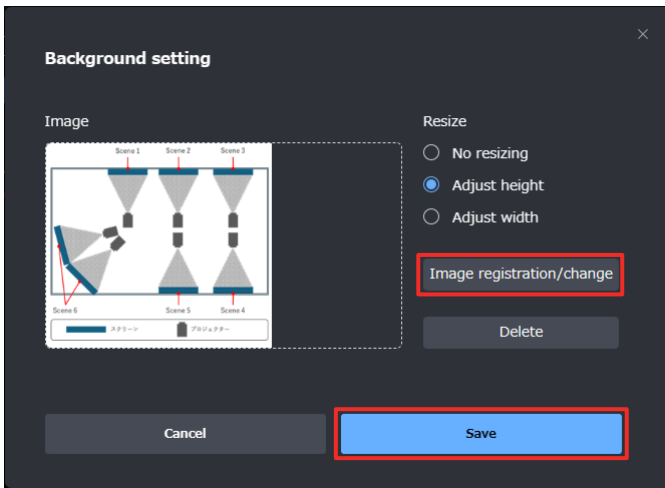 Background setting
Image
Resize
Scene 1 Scene 2 Scene 3
No resizing
Adjust height
Adjust width
Image registration/change
Scene 6 Scene 5 Scene 4
スクリーン プロジェクター
Delete
Cancel
Save